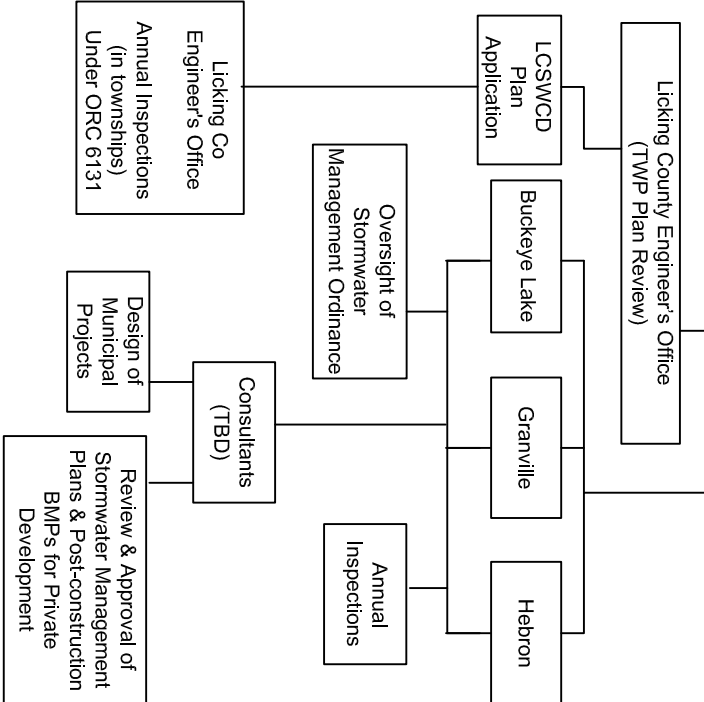 Licking County Engineer's Office
(TWP Plan Review)
LCSWCD
Plan
Application
Buckeye Lake
Granville
Hebron
Licking Co
Engineer's Office
Annual Inspections
(in townships)
Under ORC 6131
Oversight of
Stormwater
Management Ordinance
Annual
Inspections
Consultants
(TBD)
Design of
Municipal
Projects
Review & Approval of
Stormwater Management
Plans & Post-construction
BMPs for Private
Development